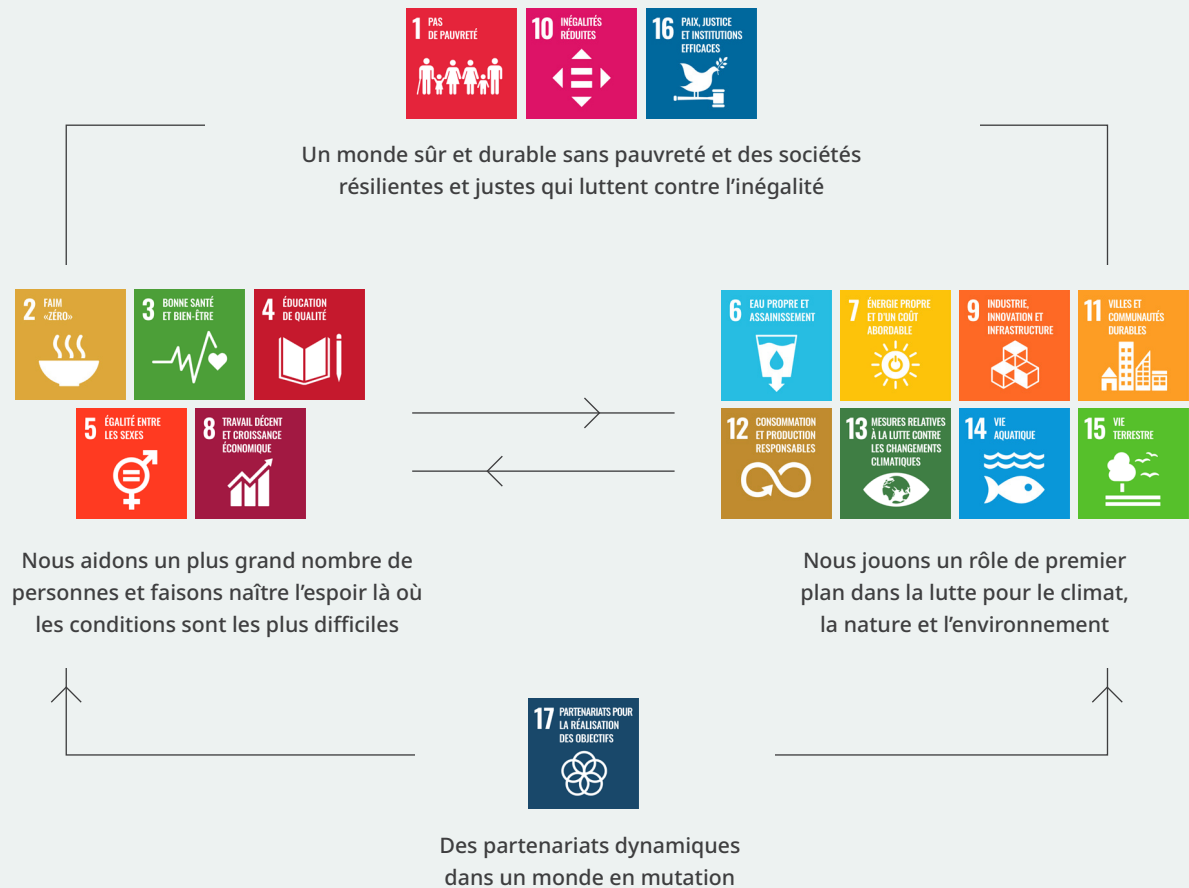 1 PAS
DE PAUVRETÉ
10 INÉGALITÉS
RÉDUITES
16 PAIX, JUSTICE
ET INSTITUTIONS
EFFICACES
Un monde sûr et durable sans pauvreté et des sociétés
résilientes et justes qui luttent contre l’inégalité
2 FAIM
«ZÉRO»
3 BONNE SANTÉ
ET BIEN-ÊTRE
4 ÉDUCATION
DE QUALITÉ
5 ÉGALITÉ ENTRE
LES SEXES
8 TRAVAIL DÉCENT
ET CROISSANCE
ÉCONOMIQUE
Nous aidons un plus grand nombre de
personnes et faisons naître l’espoir là où
les conditions sont les plus difficiles
6 EAU PROPRE ET
ASSAINISSEMENT
7 ÉNERGIE PROPRE
ET D'UN COÛT
ABORDABLE
9 INDUSTRIE,
INNOVATION ET
INFRASTRUCTURE
11 VILLES ET
COMMUNAUTÉS
DURABLES
12 CONSOMMATION
ET PRODUCTION
RESPONSABLES
13 MESURES RELATIVES
À LA LUTTE CONTRE
LES CHANGEMENTS
CLIMATIQUES
14 VIE
AQUATIQUE
15 VIE
TERRESTRE
Nous jouons un rôle de premier
plan dans la lutte pour le climat,
la nature et l’environnement
17 PARTENARIATS POUR
LA RÉALISATION
DES OBJECTIFS
Des partenariats dynamiques
dans un monde en mutation